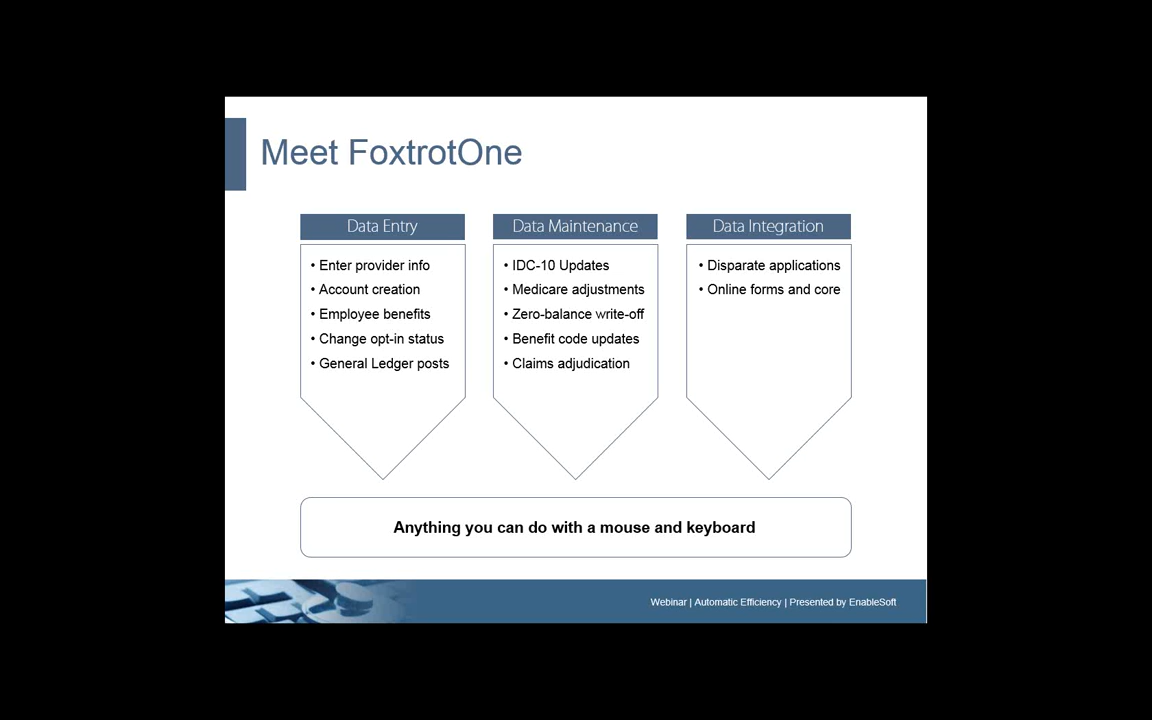 Meet FoxtrotOne
Data Entry
• Enter provider info
• Account creation
• Employee benefits
• Change opt-in status
• General Ledger posts
Data Maintenance
• IDC-10 Updates
• Medicare adjustments
• Zero-balance write-off
• Benefit code updates
• Claims adjudication
Data Integration
• Disparate applications
• Online forms and core
Anything you can do with a mouse and keyboard
Webinar | Automatic Efficiency | Presented by EnableSoft